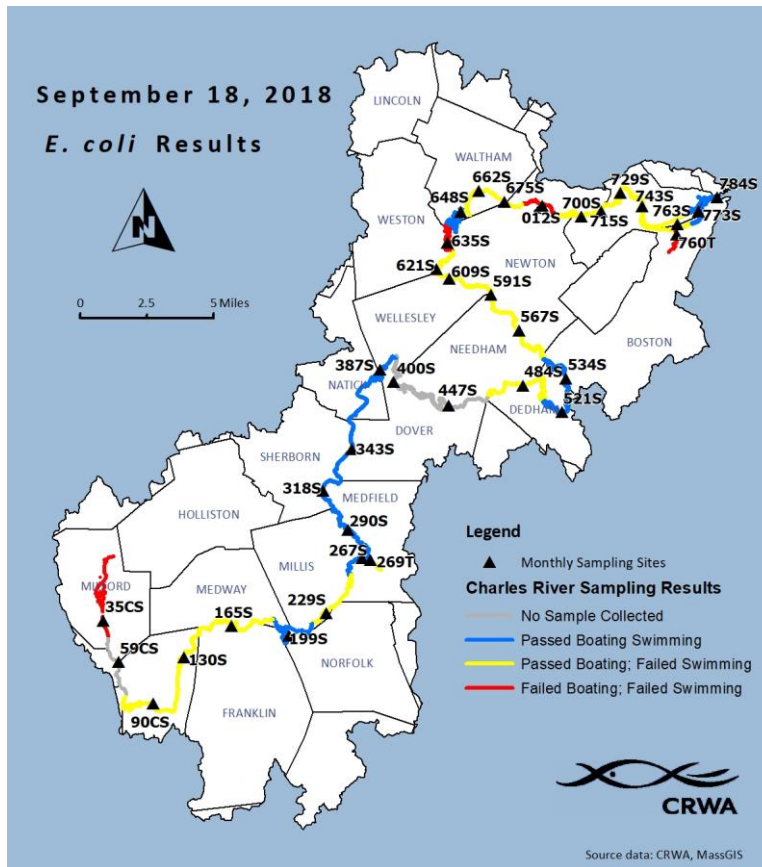 September 18, 2018
E. coli Results
N
0 2.5 5 Miles
LINCOLN
WALTHAM
WESTON
662S
675S
648S
012S
700S
715S
729S
743S
763S
784S
773S
760T
635S
621S
609S
NEWTON
591S
WELLESLEY
567S
NEEDHAM
BOSTON
387S
400S
484S
534S
NATICK
447S
521S
DEDHAM
DOVER
SHERBORN
343S
318S
MEDFIELD
HOLLISTON
290S
MILLIS
267S
269T
MILFORD
MEDWAY
35CS
165S
229S
199S
59CS
130S
NORFOLK
90CS
FRANKLIN
Legend
Monthly Sampling Sites
Charles River Sampling Results
No Sample Collected
Passed Boating Swimming
Passed Boating; Failed Swimming
Failed Boating; Failed Swimming
CRWA
Source data: CRWA, MassGIS